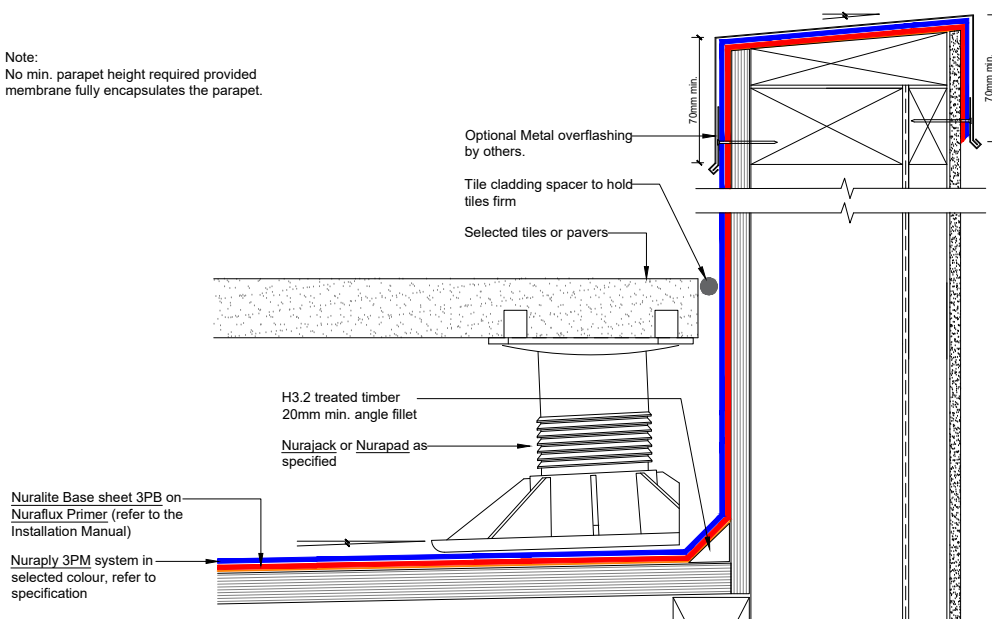 Note:
No min. parapet height required provided
membrane fully encapsulates the parapet.
70mm min.
70mm min.
Optional Metal overflashing
by others.
Tile cladding spacer to hold
tiles firm
Selected tiles or pavers
H3.2 treated timber
20mm min. angle fillet
Nurajack or Nurapad as
specified
Nuralite Base sheet 3PB on
Nuraflux Primer (refer to the
Installation Manual)
Nuraply 3PM system in
selected colour, refer to
specification